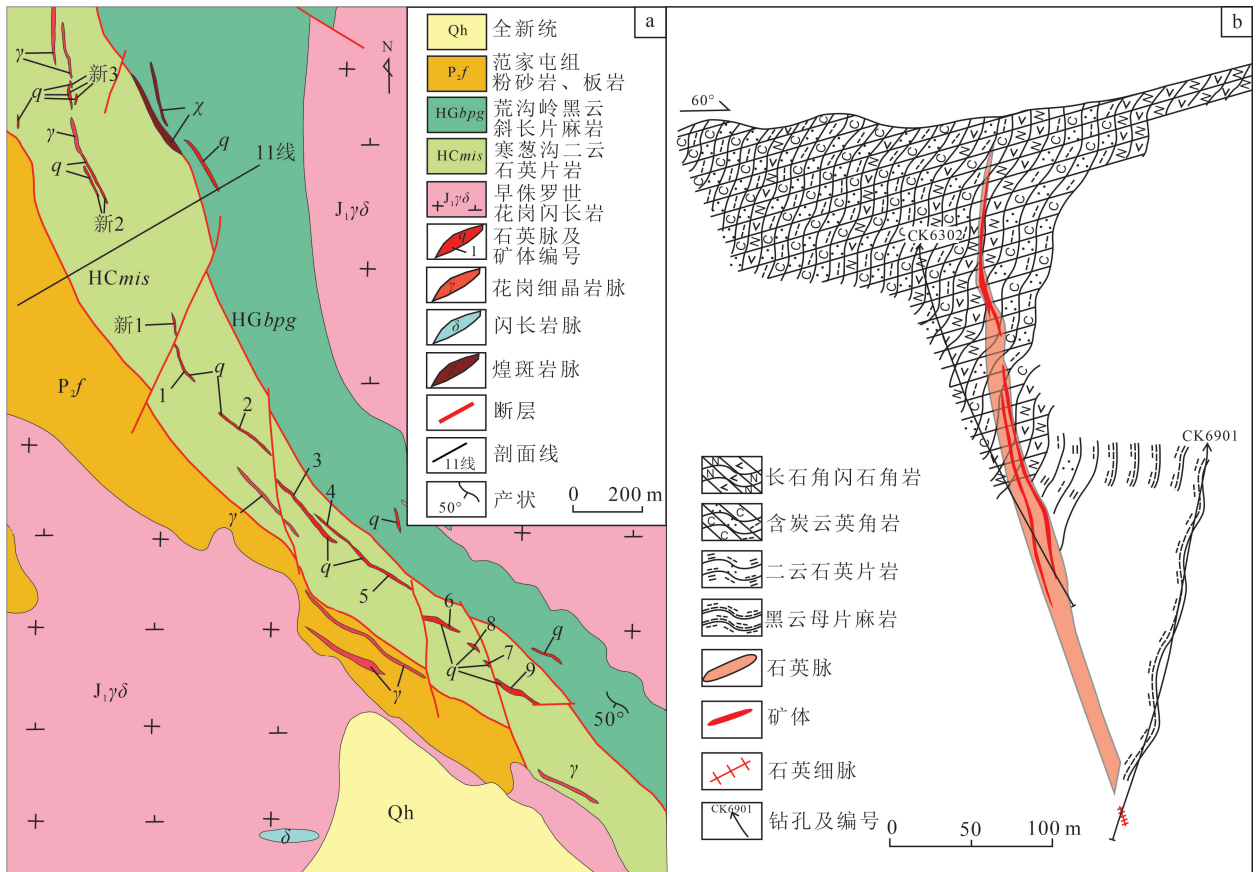 a
Qh 全新统
P₂f 范家屯组
粉砂岩、板岩
HGbpg 荒沟岭黑云
斜长片麻岩
HCmis 寒葱沟二云
石英片岩
J₁γδ 早侏罗世
花岗闪长岩
q 1 石英脉及
矿体编号
γ 花岗细晶岩脉
δ 闪长岩脉
煌斑岩脉
断层
11线 剖面线
50° 产状
0 200 m
N
γ
新3
q
χ
γ
q
q
11线
新2
J₁γδ
HCmis
新1
HGbpg
P₂f
1
q
2
3
4
γ
q
q
5
6
8
q
7
9
q
γ
50°
J₁γδ
γ
Qh
δ
b
60°
CK6302
CK6901
长石角闪石角岩
含炭云英角岩
二云石英片岩
黑云母片麻岩
石英脉
矿体
石英细脉
CK6901 钻孔及编号
0 50 100 m